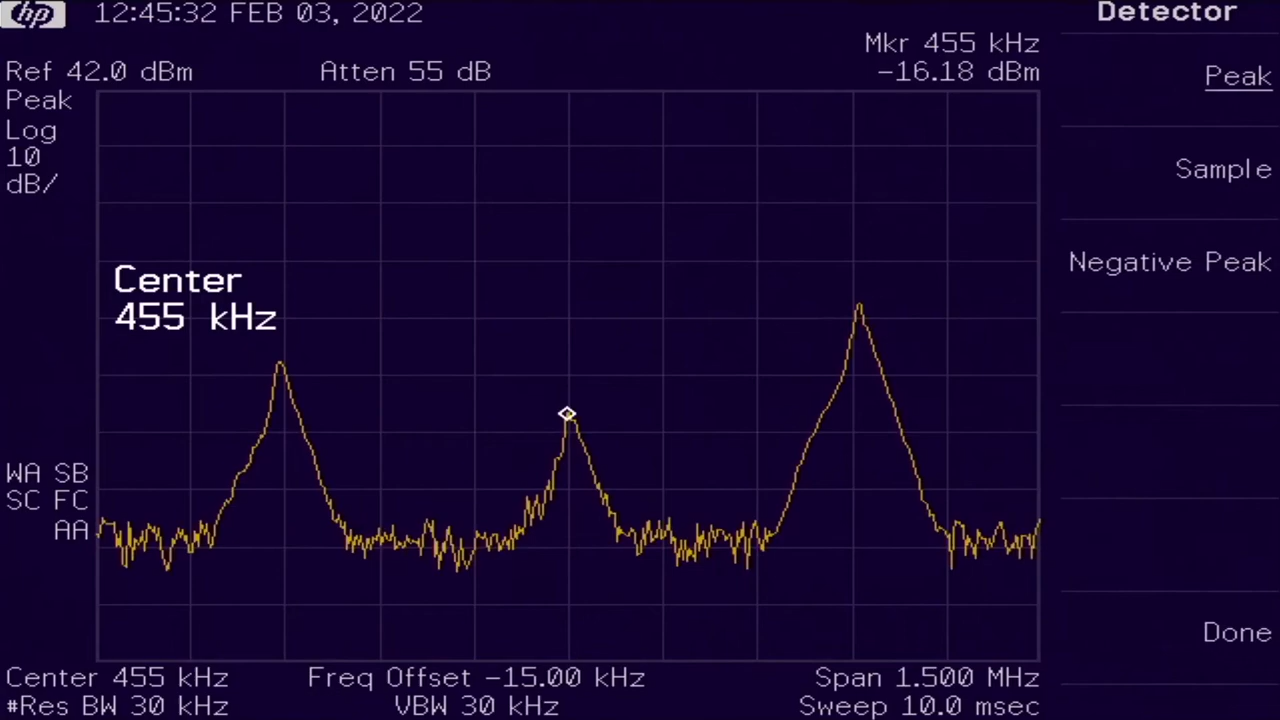 hp 12:45:32 FEB 03, 2022
Detector
Mkr 455 kHz
Ref 42.0 dBm Atten 55 dB -16.18 dBm
Peak
Log
10
dB/
Peak
Sample
Negative Peak
Center
455 kHz
WA SB
SC FC
AA
Done
Center 455 kHz Freq Offset -15.00 kHz Span 1.500 MHz
#Res BW 30 kHz VBW 30 kHz Sweep 10.0 msec